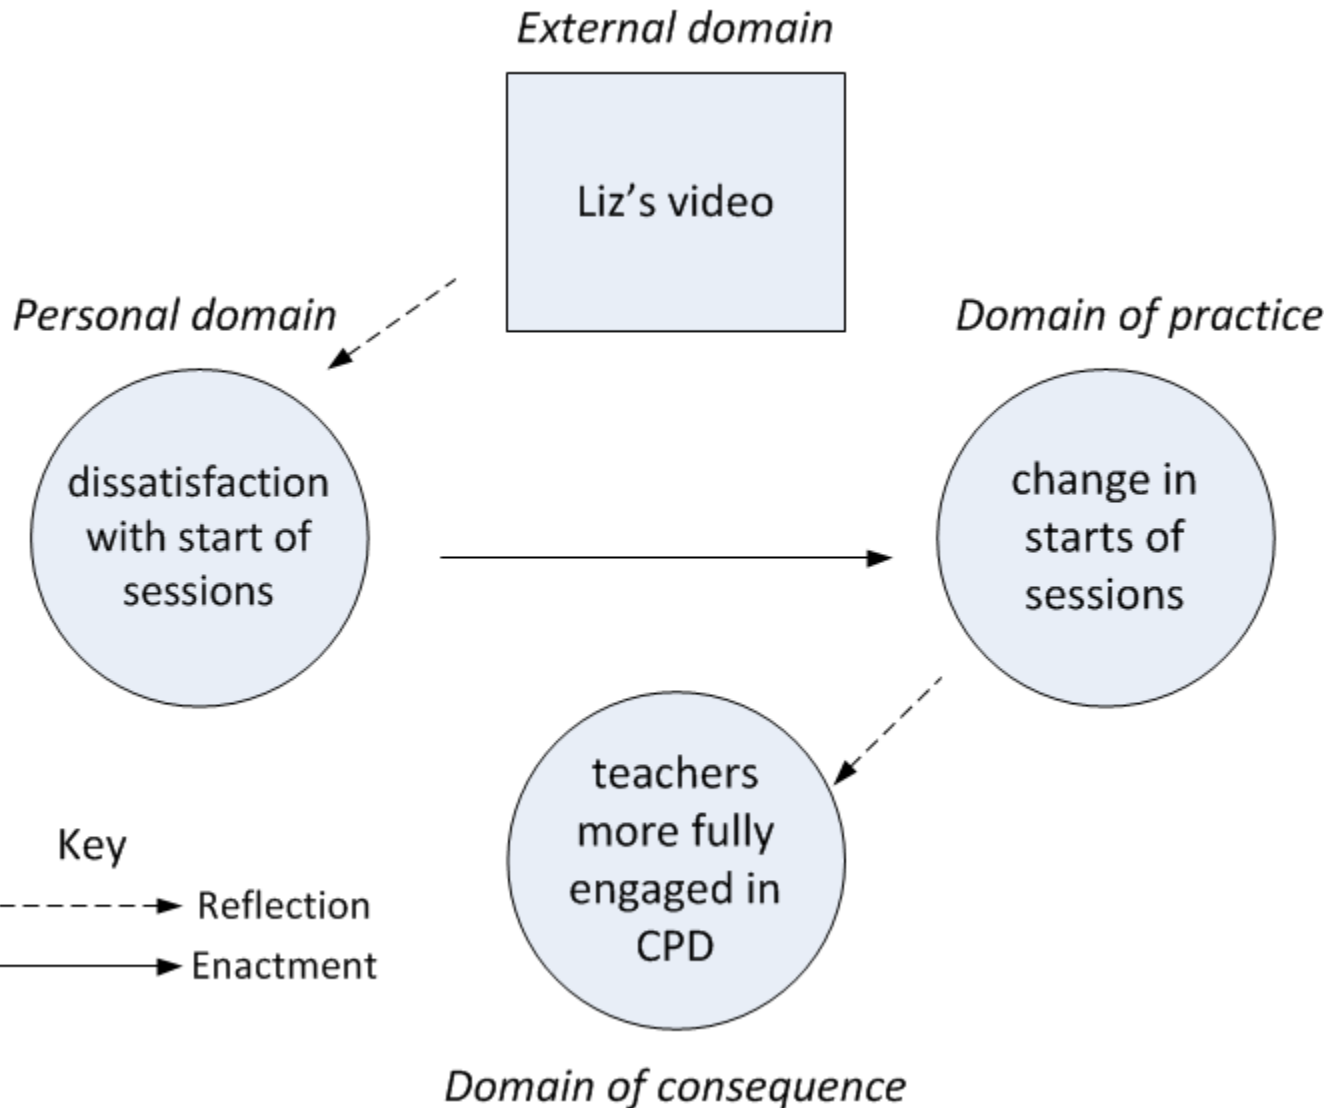 External domain
Liz’s video
Personal domain
dissatisfaction
with start of
sessions
Domain of practice
change in
starts of
sessions
teachers
more fully
engaged in
CPD
Domain of consequence
Key
Reflection
Enactment